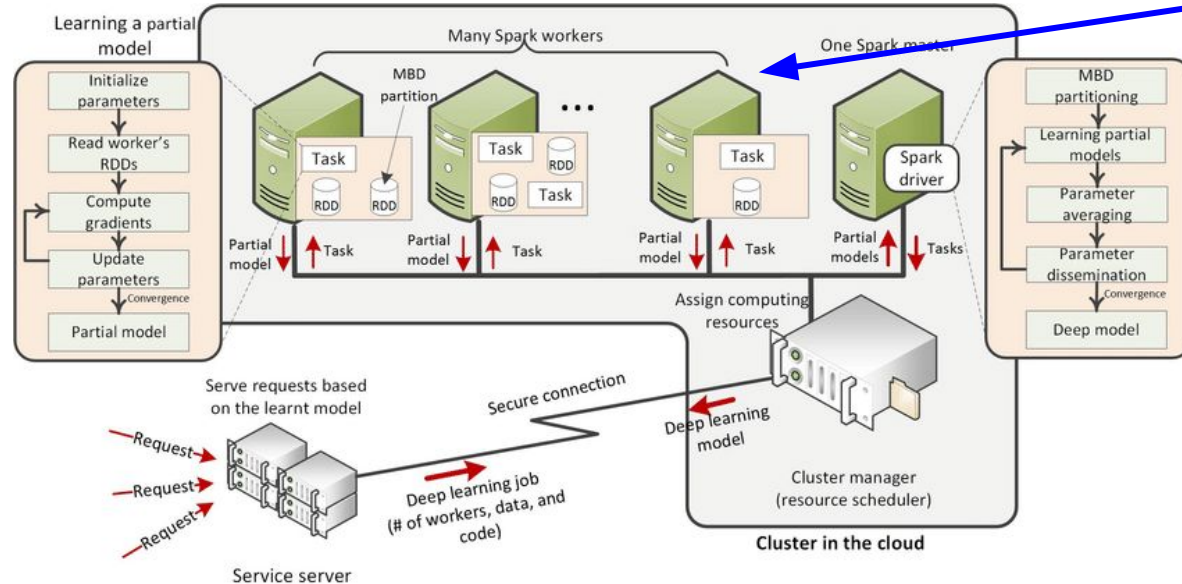 Learning a partial
model
Many Spark workers
One Spark master
Initialize
parameters
Read worker's
RDDs
Compute
gradients
Update
parameters
Convergence
Partial model
MBD
partition
Task
RDD
RDD
...
Task
RDD
RDD
Task
Task
RDD
Spark
driver
MBD
partitioning
Learning partial
models
Parameter
averaging
Parameter
dissemination
Convergence
Deep model
Partial
model
Task
Partial
model
Task
Partial
model
Task
Partial
models
Tasks
Assign computing
resources
Serve requests based
on the learnt model
Secure connection
Deep learning
model
Request
Request
Request
Deep learning job
(# of workers, data, and
code)
Cluster manager
(resource scheduler)
Cluster in the cloud
Service server